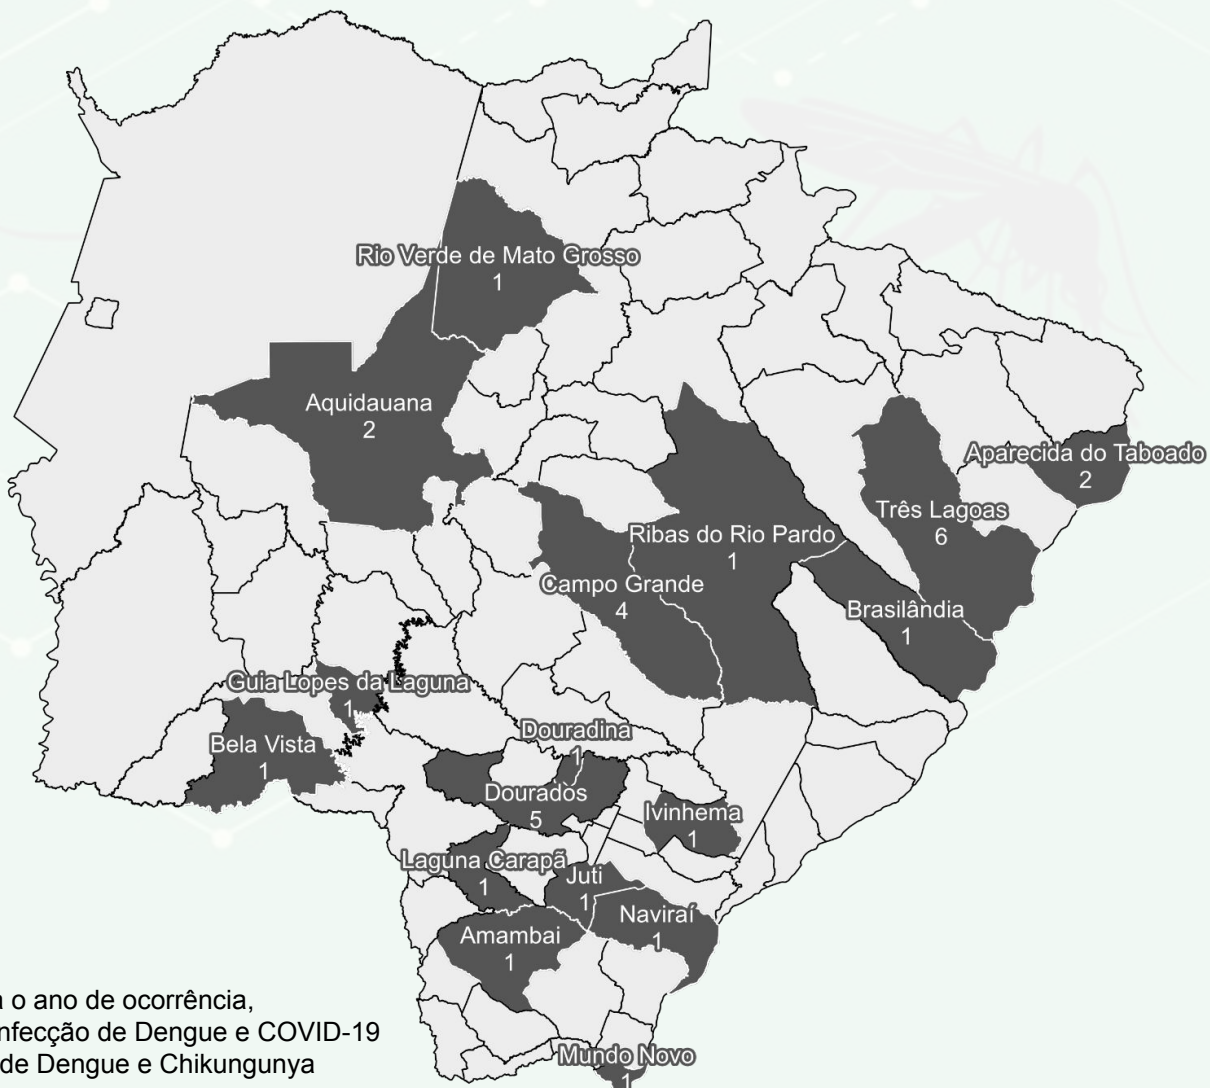 Rio Verde de Mato Grosso
1
Aquidauana
2
Aparecida do Taboado
2
Três Lagoas
6
Ribas do Rio Pardo
1
Campo Grande
4
Brasilândia
1
Guia Lopes da Laguna
1
Bela Vista
1
Douradina
1
Dourados
5
Ivinhema
1
Laguna Carapã
1
Juti
1
Naviraí
1
Amambai
1
o ano de ocorrência,
de Dengue e COVID-19
de Dengue e Chikungunya
Mundo Novo
1